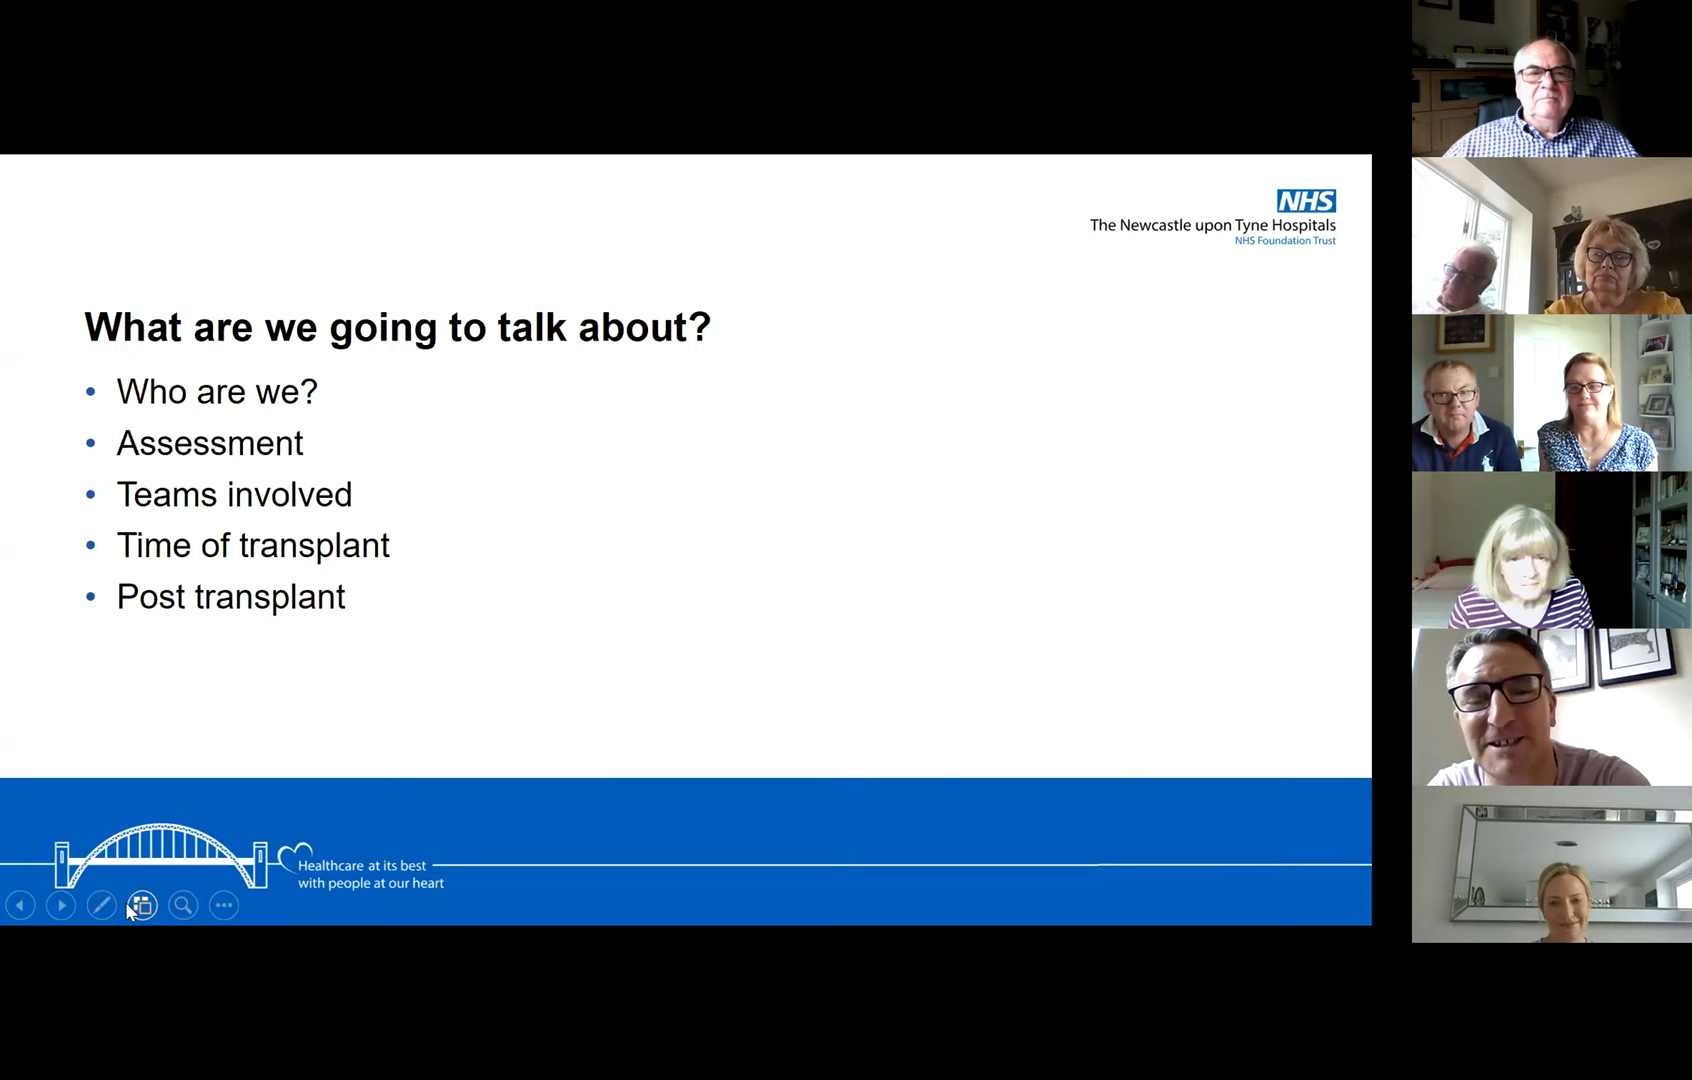 NHS
The Newcastle upon Tyne Hospitals
NHS Foundation Trust
What are we going to talk about?
• Who are we?
• Assessment
• Teams involved
• Time of transplant
• Post transplant
Healthcare at its best
with people at our heart